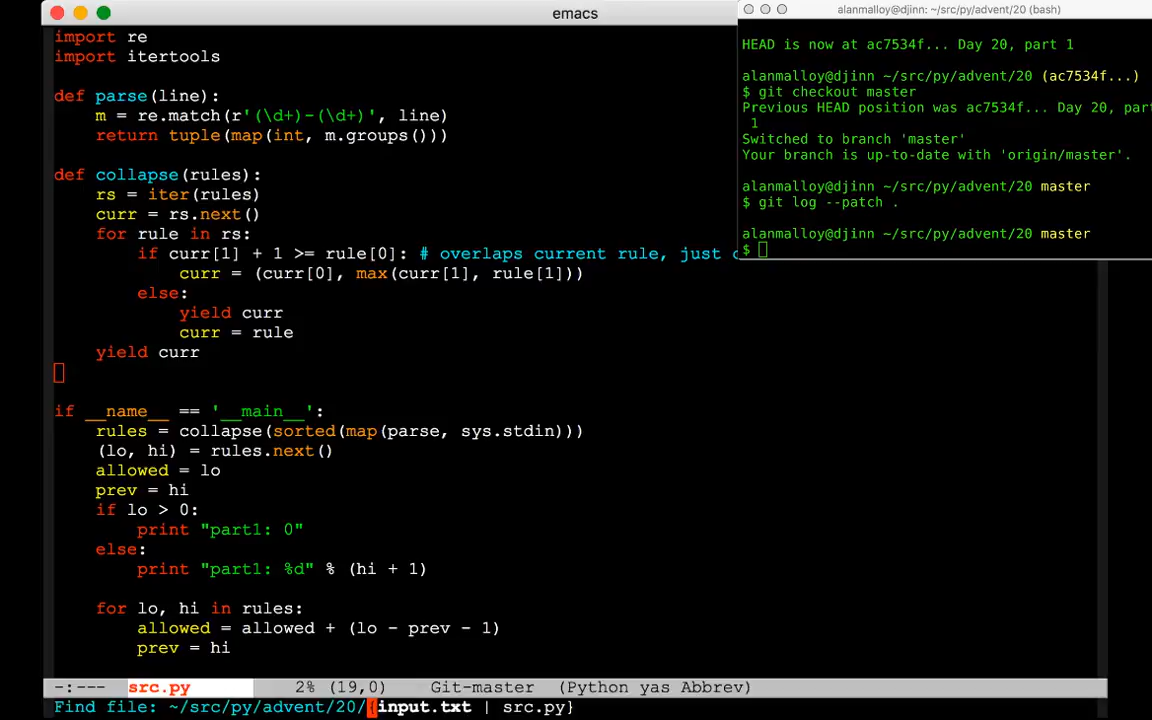 emacs
import re
import itertools
def parse(line):
    m = re.match(r'(\d+)-(\d+)', line)
    return tuple(map(int, m.groups()))
def collapse(rules):
    rs = iter(rules)
    curr = rs.next()
    for rule in rs:
        if curr[1] + 1 >= rule[0]: # overlaps current rule, just
            curr = (curr[0], max(curr[1], rule[1]))
        else:
            yield curr
            curr = rule
    yield curr
if __name__ == '__main__':
    rules = collapse(sorted(map(parse, sys.stdin)))
    (lo, hi) = rules.next()
    allowed = lo
    prev = hi
    if lo > 0:
        print "part1: 0"
    else:
        print "part1: %d" % (hi + 1)
    for lo, hi in rules:
        allowed = allowed + (lo - prev - 1)
        prev = hi
-:--- src.py 2% (19,0) Git-master (Python yas Abbrev)
Find file: ~/src/py/advent/20/{input.txt | src.py}
alanmalloy@djinn: ~/src/py/advent/20 (bash)
HEAD is now at ac7534f... Day 20, part 1
alanmalloy@djinn ~/src/py/advent/20 (ac7534f...)
$ git checkout master
Previous HEAD position was ac7534f... Day 20, part
1
Switched to branch 'master'
Your branch is up-to-date with 'origin/master'.
alanmalloy@djinn ~/src/py/advent/20 master
$ git log --patch .
alanmalloy@djinn ~/src/py/advent/20 master
$